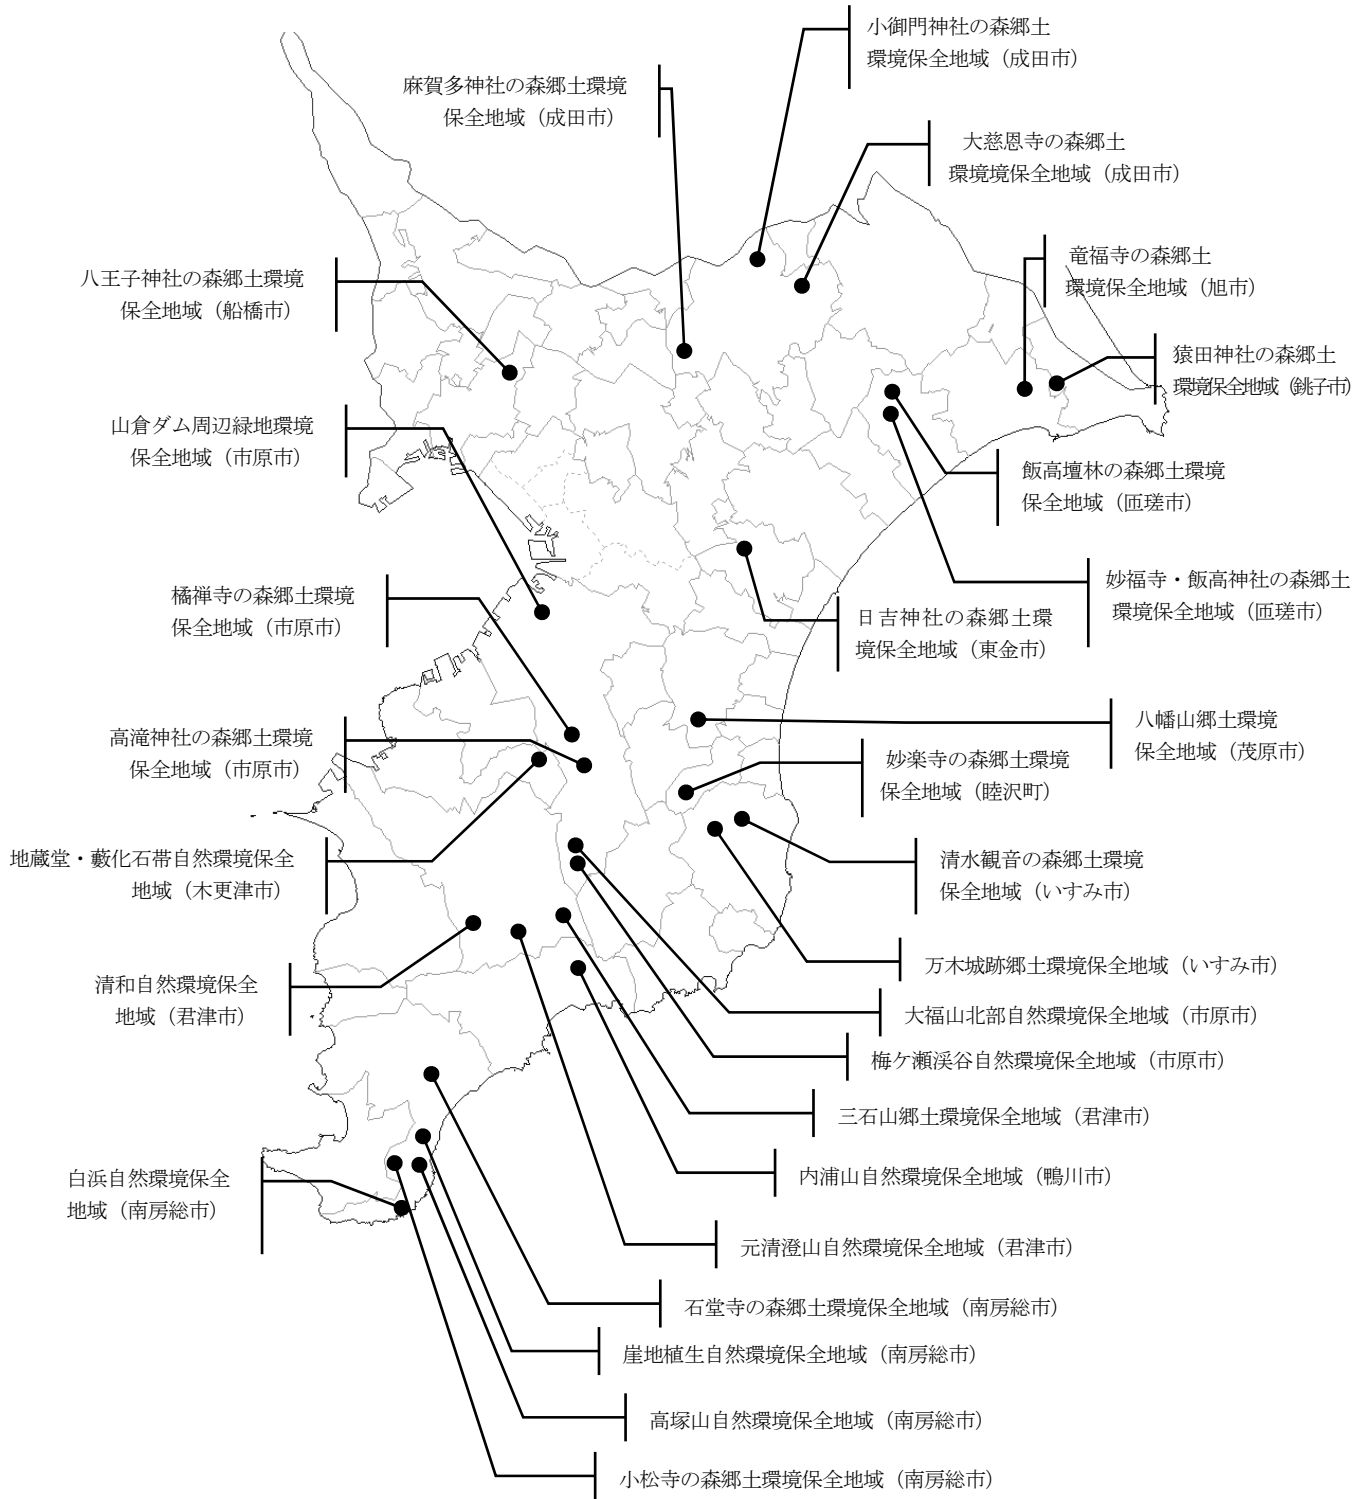 小御門神社の森郷土
環境保全地域（成田市）
麻賀多神社の森郷土環境
保全地域（成田市）
大慈恩寺の森郷土
環境境保全地域（成田市）
竜福寺の森郷土
環境保全地域（旭市）
八王子神社の森郷土環境
保全地域（船橋市）
猿田神社の森郷土
環境保全地域（銚子市）
山倉ダム周辺緑地環境
保全地域（市原市）
飯高壇林の森郷土環境
保全地域（匝瑳市）
妙福寺・飯高神社の森郷土
環境保全地域（匝瑳市）
橘禅寺の森郷土環境
保全地域（市原市）
日吉神社の森郷土環
境保全地域（東金市）
八幡山郷土環境
保全地域（茂原市）
高滝神社の森郷土環境
保全地域（市原市）
妙楽寺の森郷土環境
保全地域（睦沢町）
地蔵堂・藪化石帯自然環境保全
地域（木更津市）
清水観音の森郷土環境
保全地域（いすみ市）
万木城跡郷土環境保全地域（いすみ市）
清和自然環境保全
地域（君津市）
大福山北部自然環境保全地域（市原市）
梅ケ瀬渓谷自然環境保全地域（市原市）
三石山郷土環境保全地域（君津市）
内浦山自然環境保全地域（鴨川市）
白浜自然環境保全
地域（南房総市）
元清澄山自然環境保全地域（君津市）
石堂寺の森郷土環境保全地域（南房総市）
崖地植生自然環境保全地域（南房総市）
高塚山自然環境保全地域（南房総市）
小松寺の森郷土環境保全地域（南房総市）